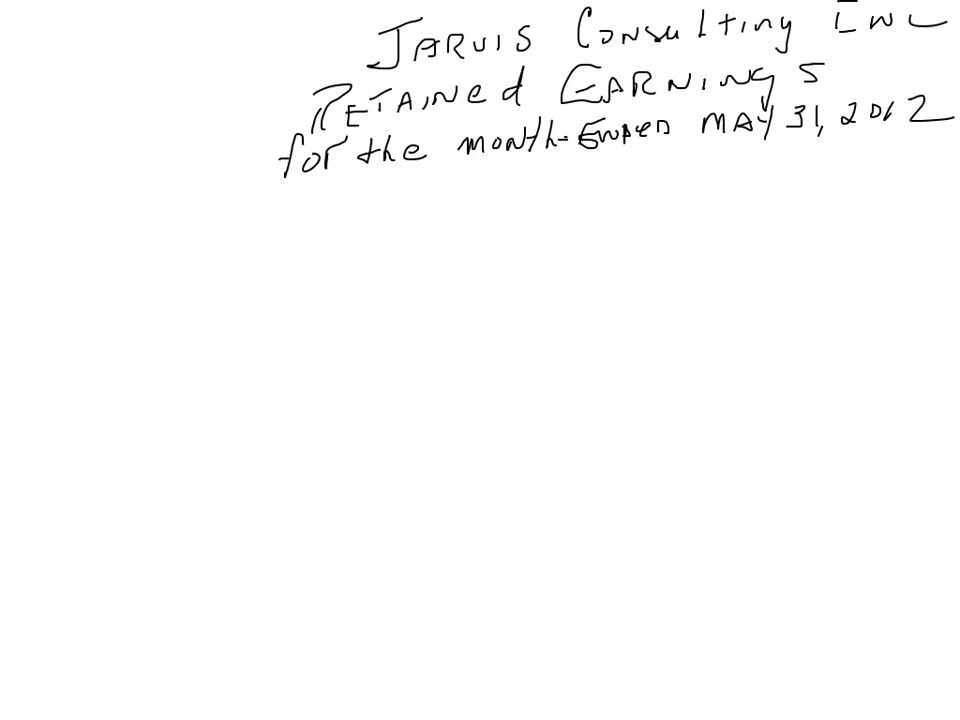 JARVIS Consulting Inc
RETAINed EARNINGS
for the month-ENDED MAY 31, 2012